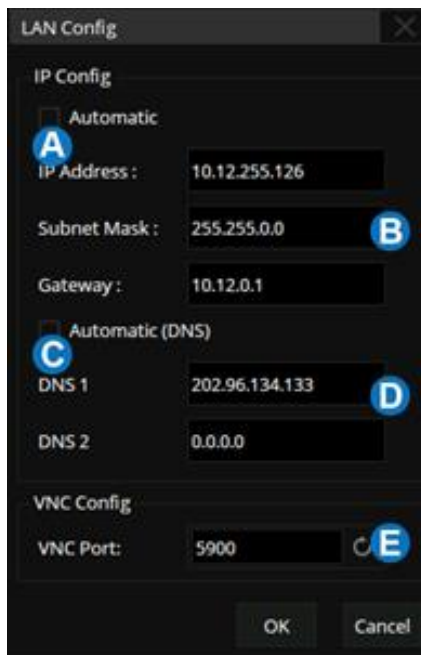 LAN Config
IP Config
Automatic
A
IP Address : 10.12.255.126
Subnet Mask : 255.255.0.0 B
Gateway : 10.12.0.1
Automatic (DNS)
C
DNS 1 202.96.134.133 D
DNS 2 0.0.0.0
VNC Config
VNC Port: 5900 E
OK Cancel